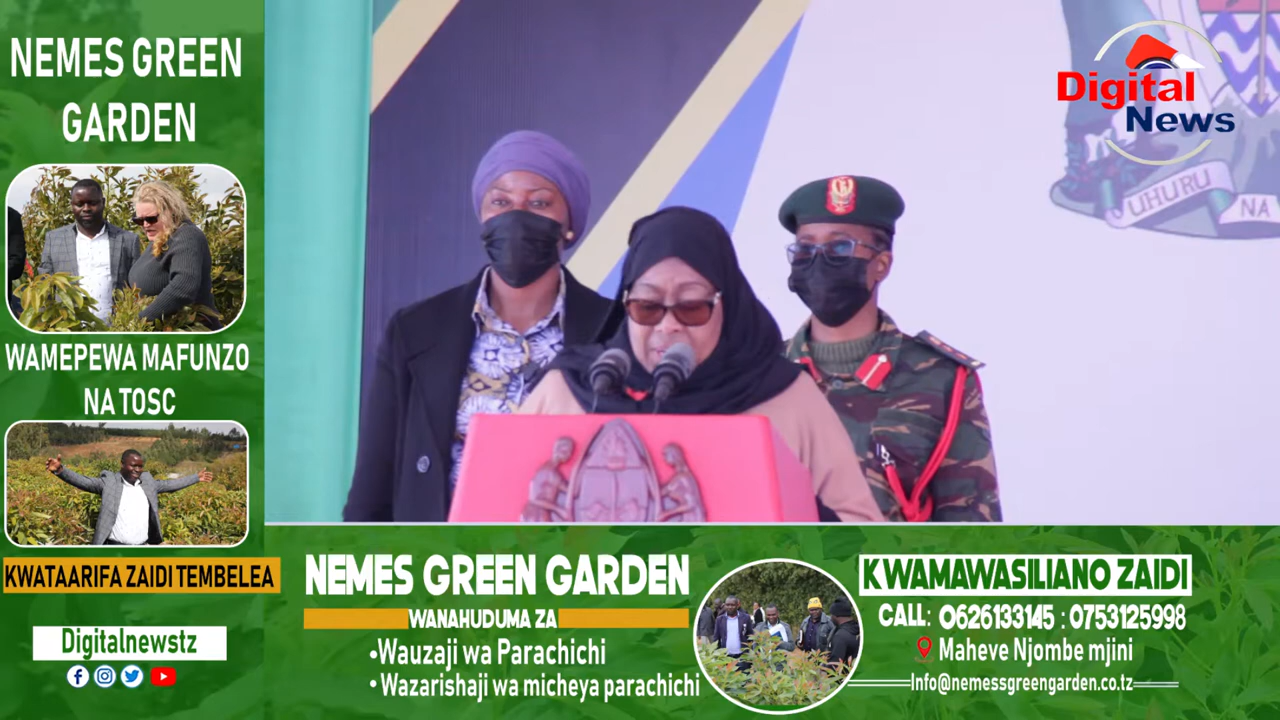 NEMES GREEN
GARDEN
WAMEPEWA MAFUNZO
NA TOSC
KWATAARIFA ZAIDI TEMBELEA
Digitalnewstz
Digital
News
UHURU
NA
NEMES GREEN GARDEN
WANAHUDUMA ZA
•Wauzaji wa Parachichi
• Wazarishaji wa micheya parachichi
KWAMAWASILIANO ZAIDI
CALL: 0626133145 : 0753125998
Maheve Njombe mjini
Info@nemessgreengarden.co.tz